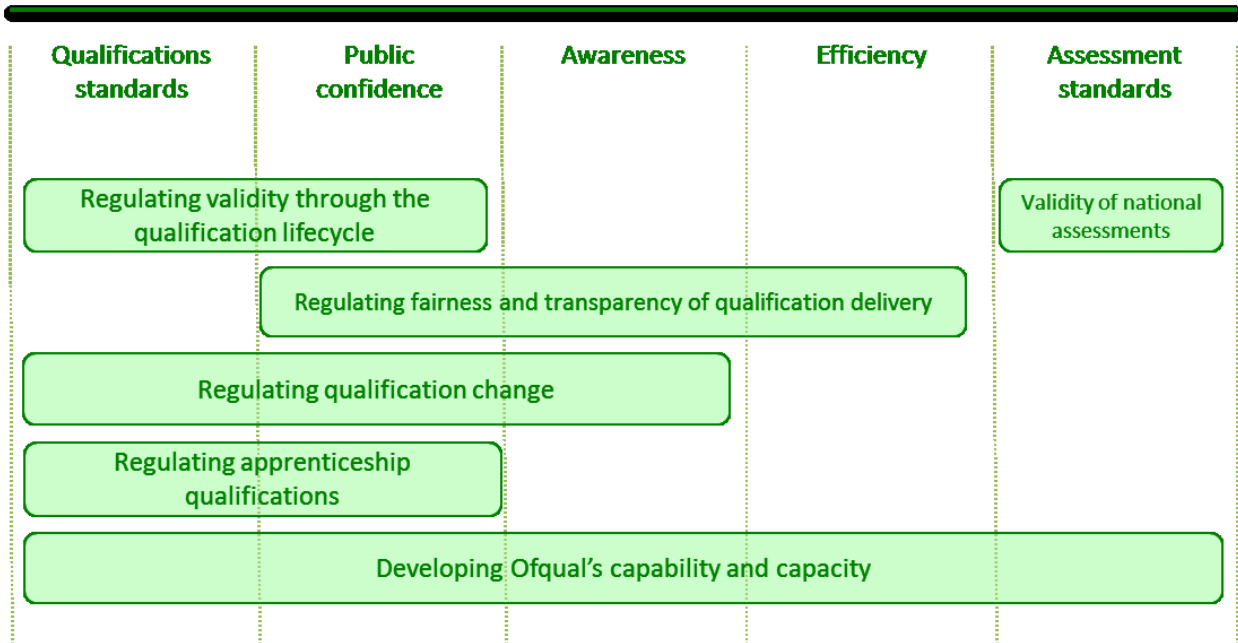 Qualifications
standards
Public
confidence
Awareness
Efficiency
Assessment
standards
Regulating validity through the
qualification lifecycle
Validity of national
assessments
Regulating fairness and transparency of qualification delivery
Regulating qualification change
Regulating apprenticeship
qualifications
Developing Ofqual's capability and capacity